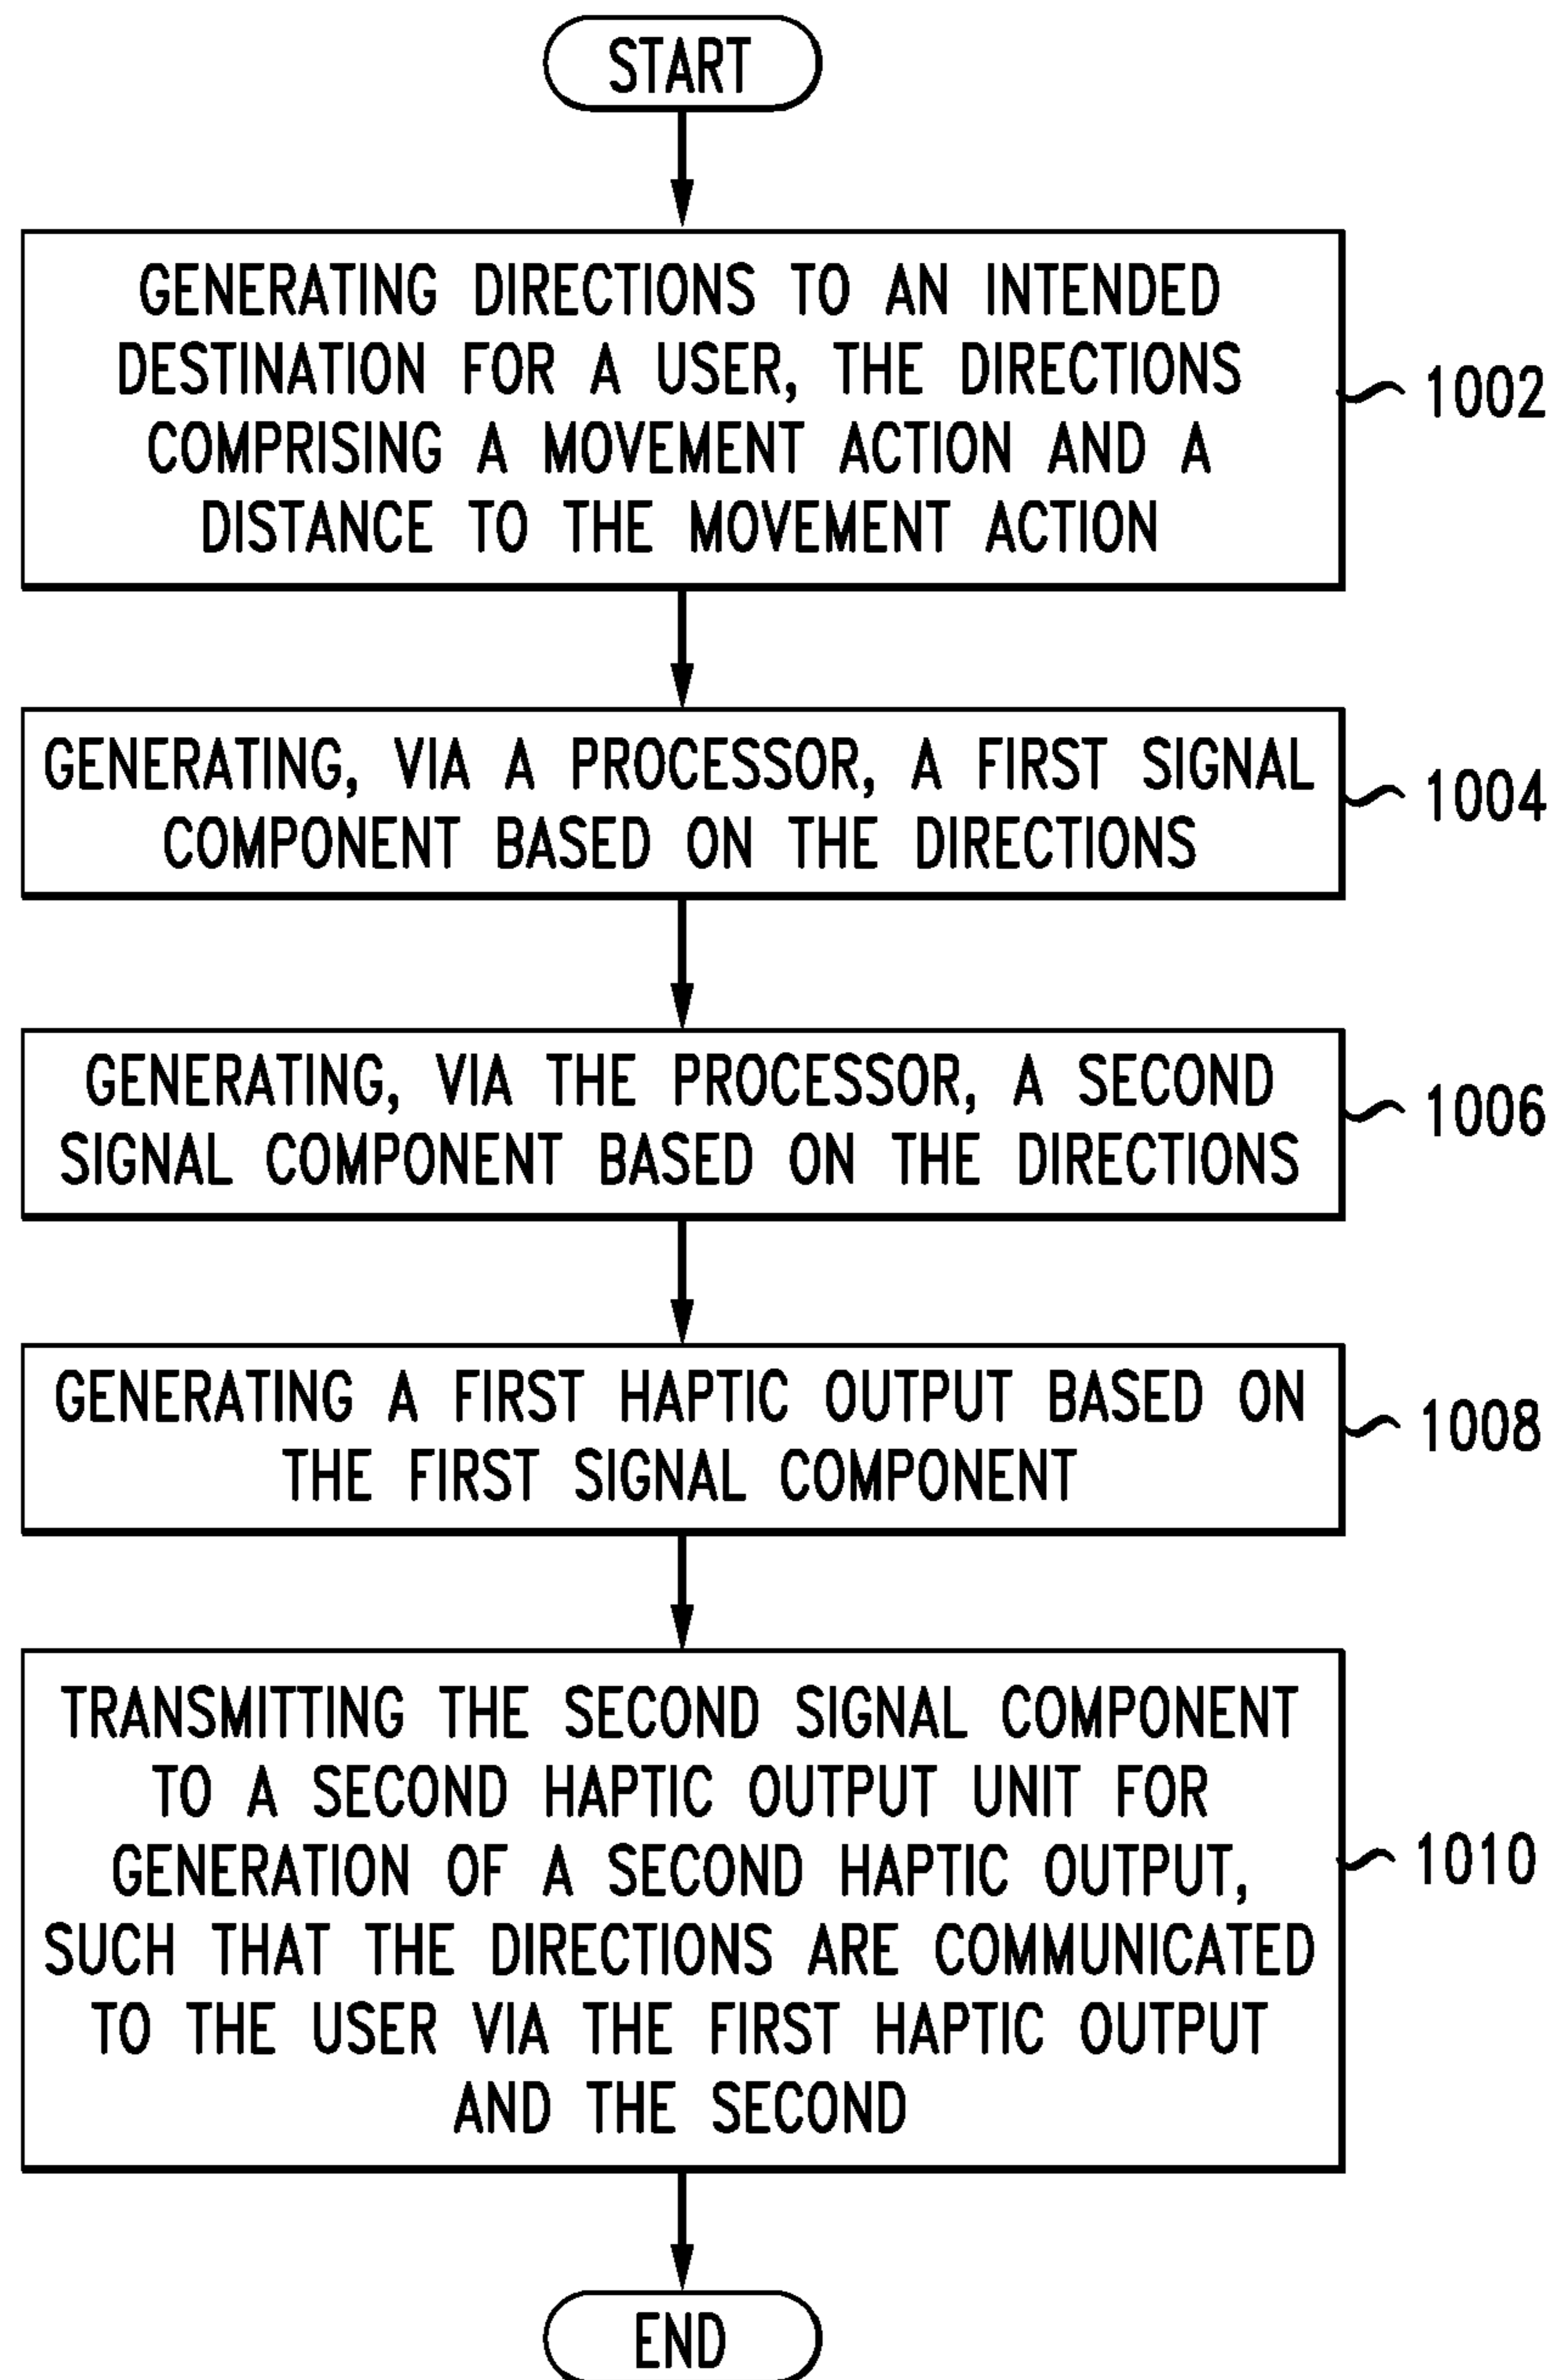 START
GENERATING DIRECTIONS TO AN INTENDED
DESTINATION FOR A USER, THE DIRECTIONS
COMPRISING A MOVEMENT ACTION AND A
DISTANCE TO THE MOVEMENT ACTION
1002
GENERATING, VIA A PROCESSOR, A FIRST SIGNAL
COMPONENT BASED ON THE DIRECTIONS
1004
GENERATING, VIA THE PROCESSOR, A SECOND
SIGNAL COMPONENT BASED ON THE DIRECTIONS
1006
GENERATING A FIRST HAPTIC OUTPUT BASED ON
THE FIRST SIGNAL COMPONENT
1008
TRANSMITTING THE SECOND SIGNAL COMPONENT
TO A SECOND HAPTIC OUTPUT UNIT FOR
GENERATION OF A SECOND HAPTIC OUTPUT,
SUCH THAT THE DIRECTIONS ARE COMMUNICATED
TO THE USER VIA THE FIRST HAPTIC OUTPUT
AND THE SECOND
1010
END